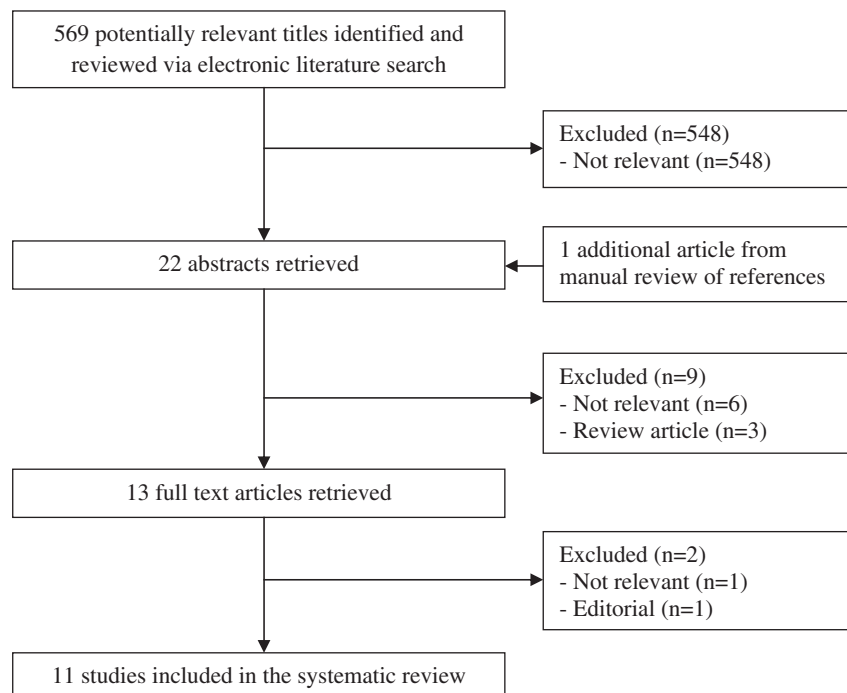 569 potentially relevant titles identified and
reviewed via electronic literature search
Excluded (n=548)
- Not relevant (n=548)
22 abstracts retrieved
1 additional article from
manual review of references
Excluded (n=9)
- Not relevant (n=6)
- Review article (n=3)
13 full text articles retrieved
Excluded (n=2)
- Not relevant (n=1)
- Editorial (n=1)
11 studies included in the systematic review